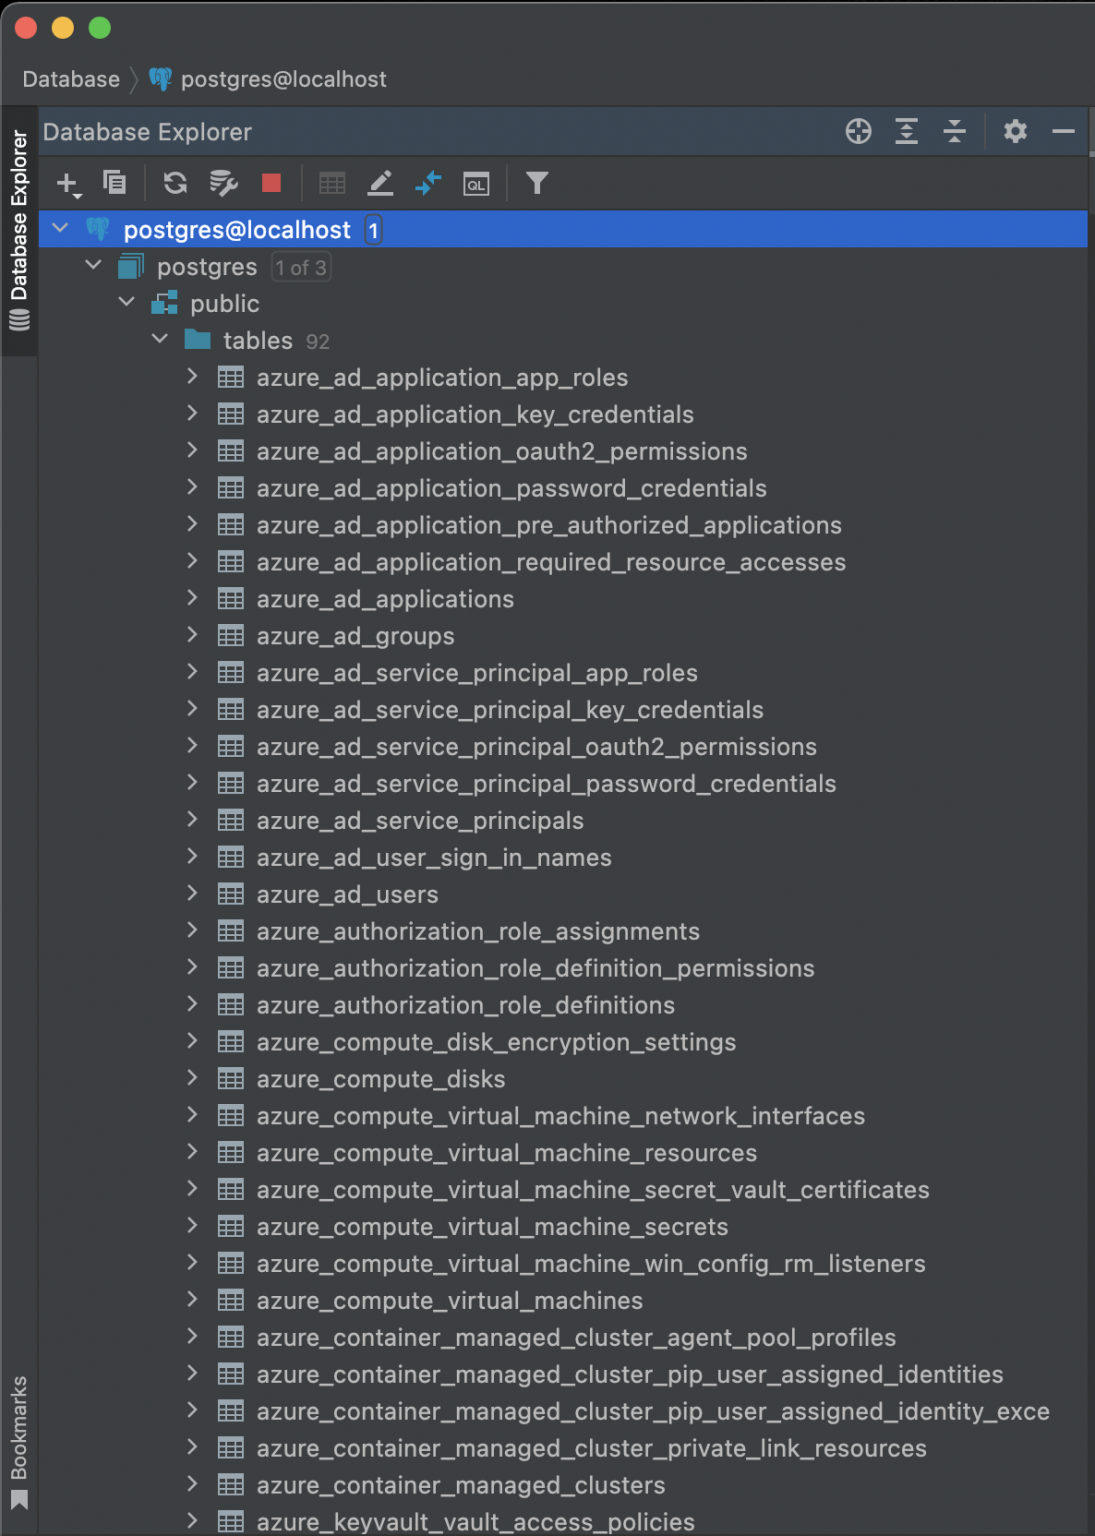 Database postgres@localhost
Database Explorer
Database Explorer
QL
postgres@localhost 1
postgres 1 of 3
public
tables 92
azure_ad_application_app_roles
azure_ad_application_key_credentials
azure_ad_application_oauth2_permissions
azure_ad_application_password_credentials
azure_ad_application_pre_authorized_applications
azure_ad_application_required_resource_accesses
azure_ad_applications
azure_ad_groups
azure_ad_service_principal_app_roles
azure_ad_service_principal_key_credentials
azure_ad_service_principal_oauth2_permissions
azure_ad_service_principal_password_credentials
azure_ad_service_principals
azure_ad_user_sign_in_names
azure_ad_users
azure_authorization_role_assignments
azure_authorization_role_definition_permissions
azure_authorization_role_definitions
azure_compute_disk_encryption_settings
azure_compute_disks
azure_compute_virtual_machine_network_interfaces
azure_compute_virtual_machine_resources
azure_compute_virtual_machine_secret_vault_certificates
azure_compute_virtual_machine_secrets
azure_compute_virtual_machine_win_config_rm_listeners
azure_compute_virtual_machines
azure_container_managed_cluster_agent_pool_profiles
azure_container_managed_cluster_pip_user_assigned_identities
azure_container_managed_cluster_pip_user_assigned_identity_exce
azure_container_managed_cluster_private_link_resources
azure_container_managed_clusters
azure_keyvault_vault_access_policies
Bookmarks